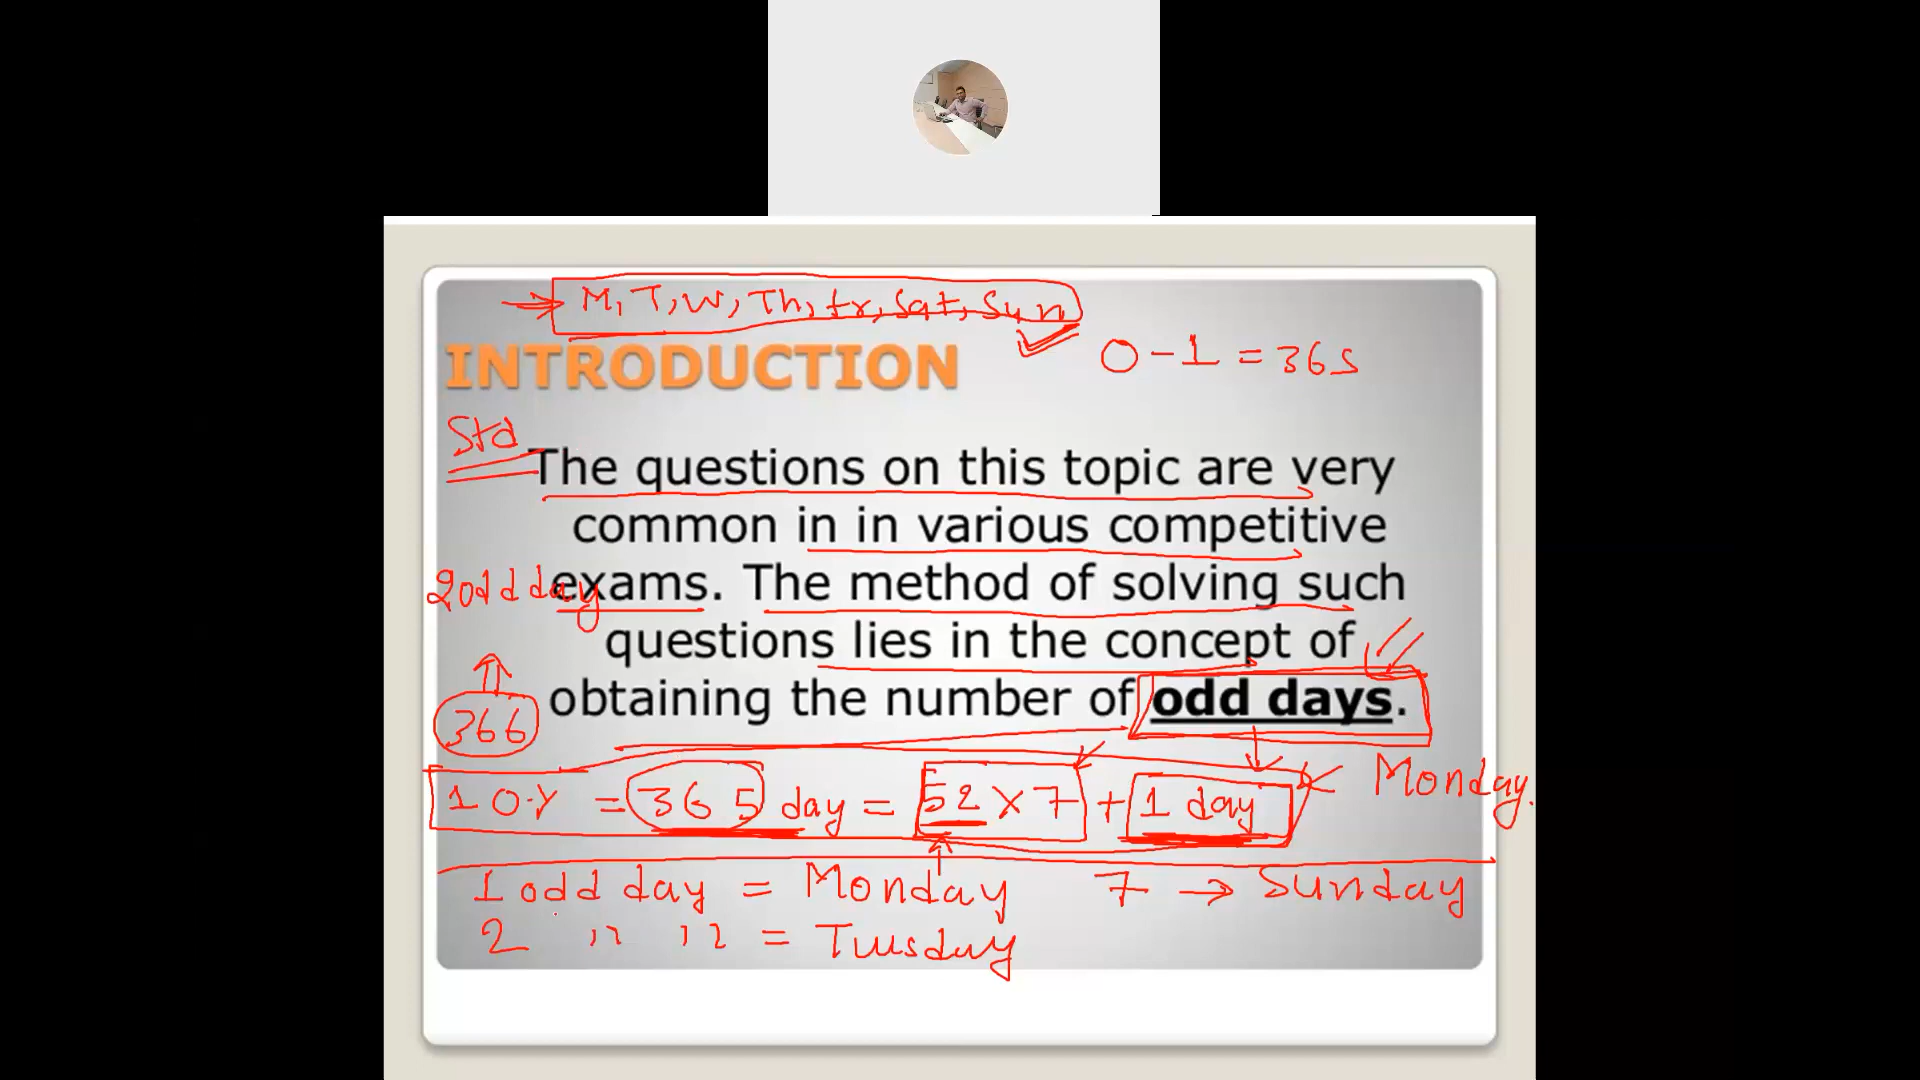 → M, T, W, Th, fr, Sat, Sun
INTRODUCTION
0 - 1 = 365
Std
The questions on this topic are very
common in in various competitive
exams. The method of solving such
2 odd day
questions lies in the concept of
obtaining the number of odd days.
366
1 O.Y = 365 day = 52 X 7 + 1 day
Monday.
1 odd day = Monday 7 → Sunday
2 " " = Tuesday